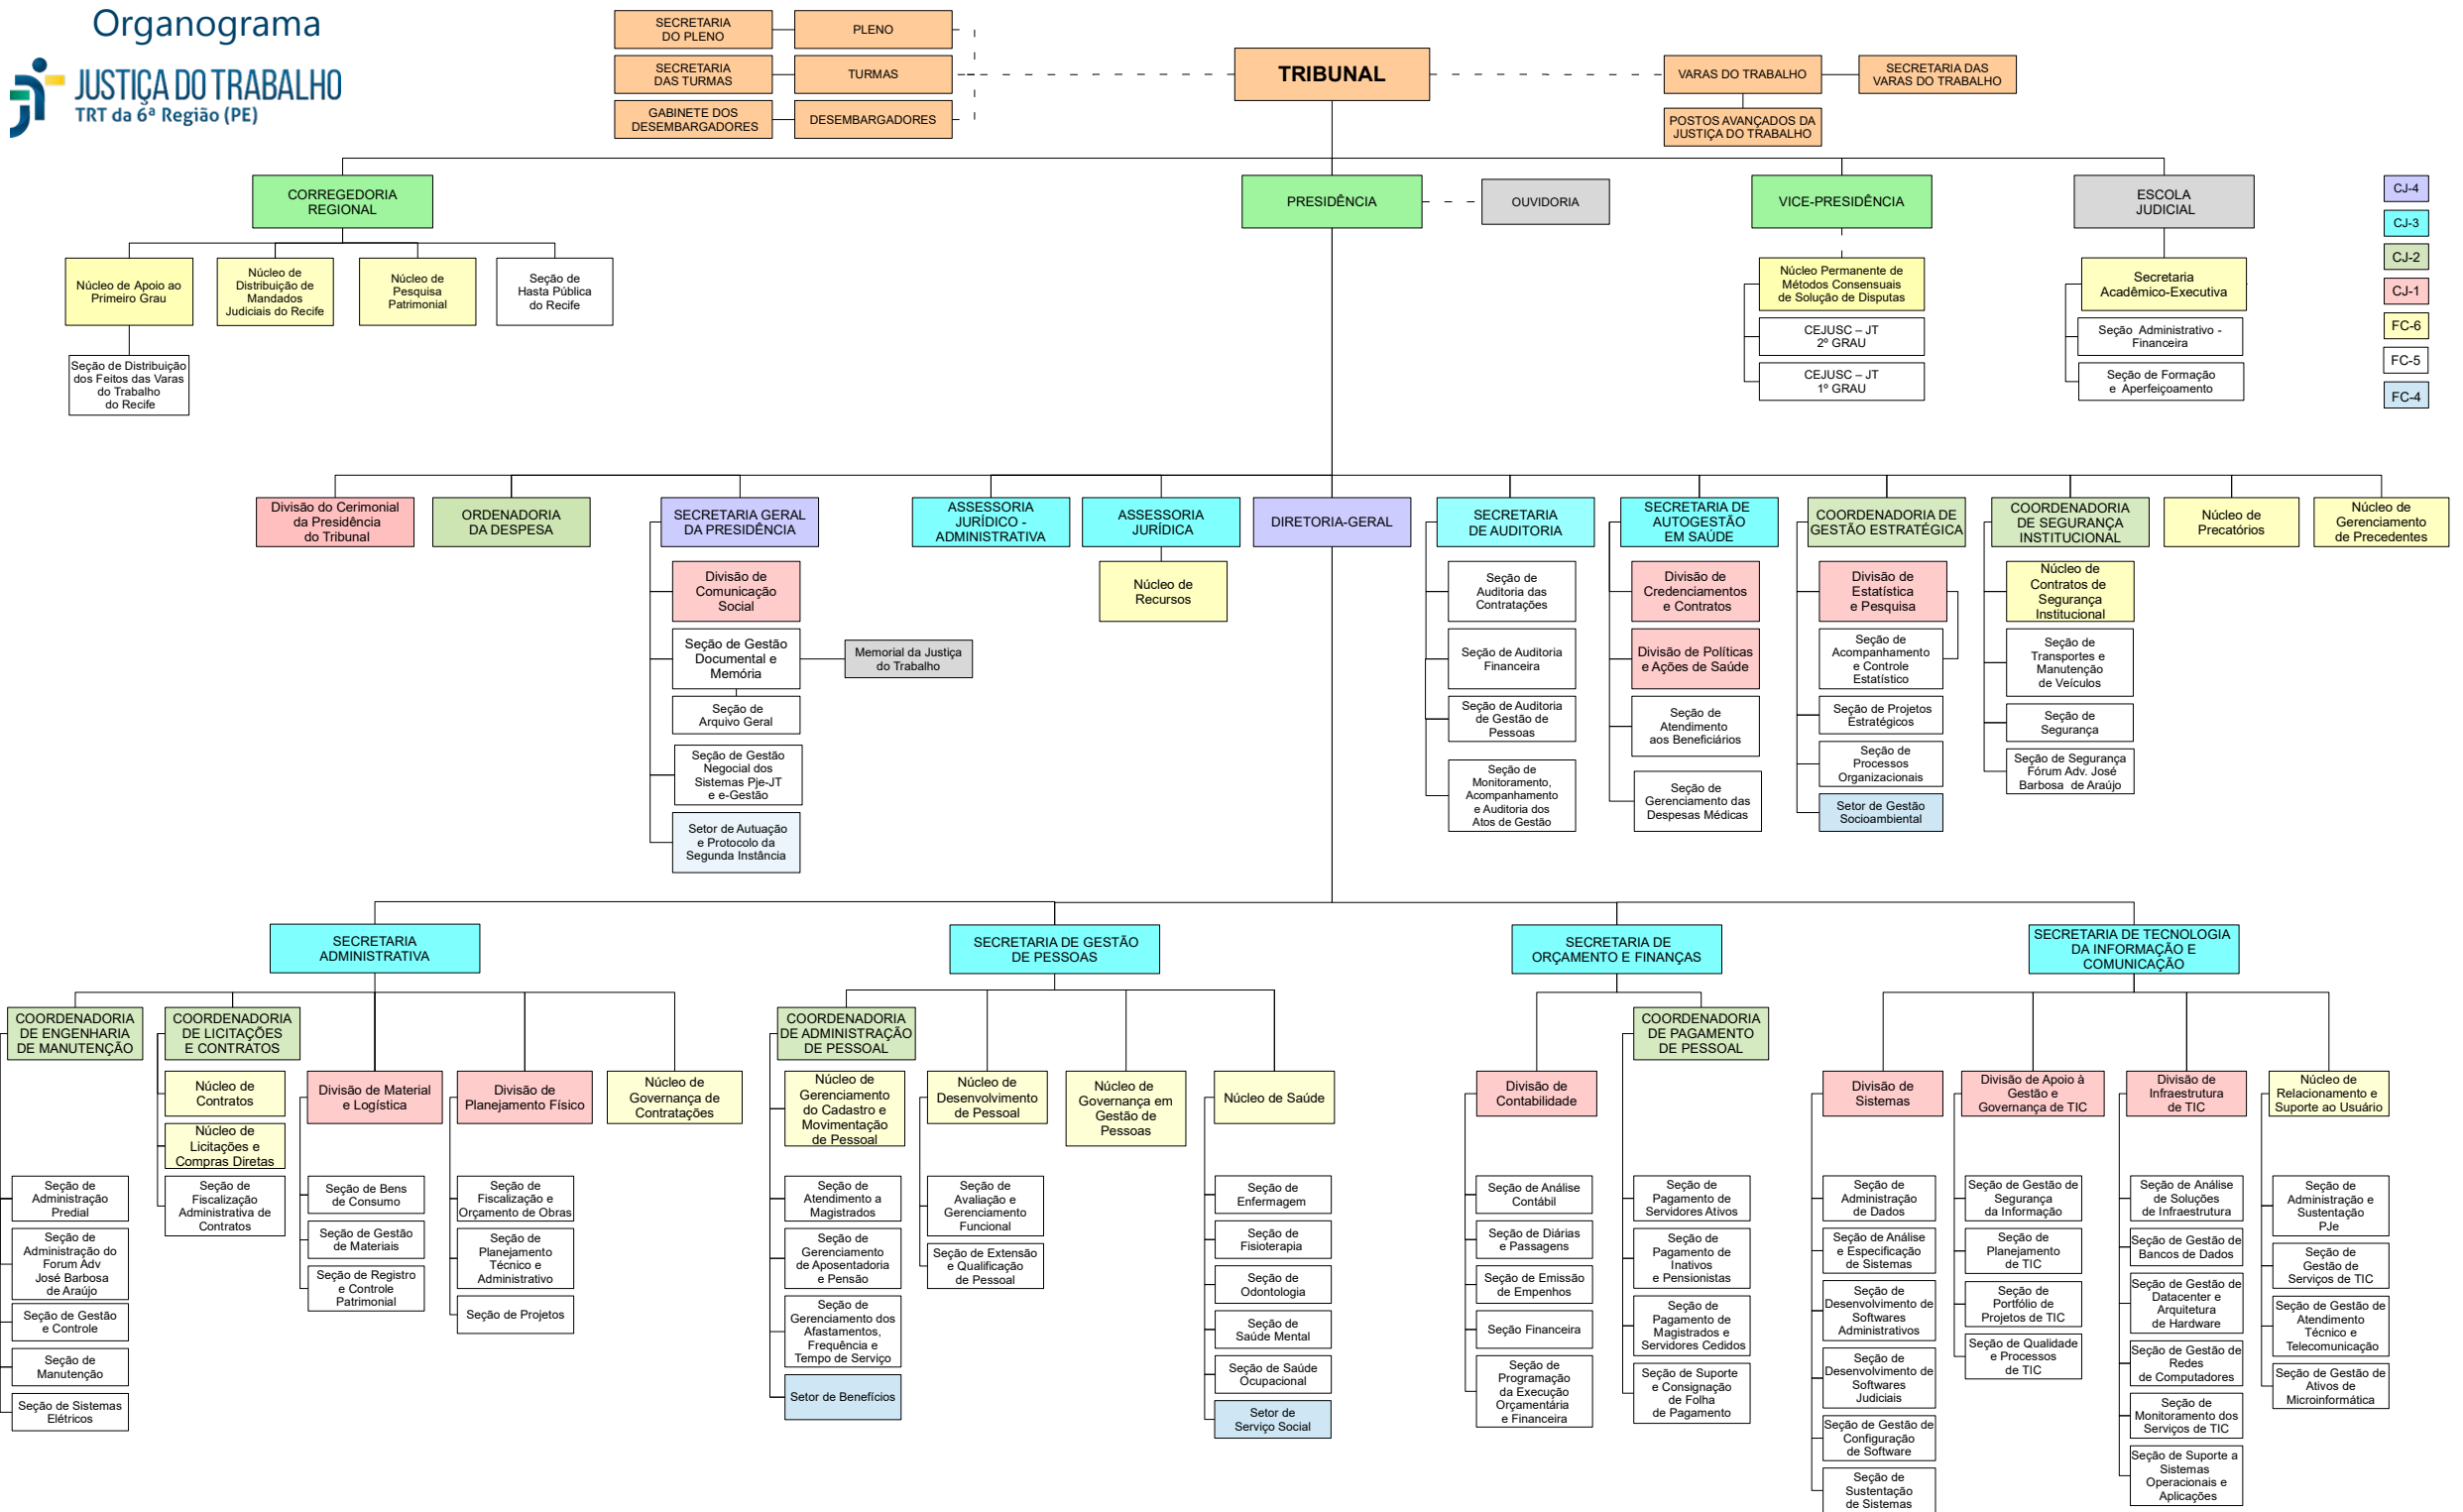 Organograma
JUSTIÇA DO TRABALHO
TRT da 6ª Região (PE)
SECRETARIA
DO PLENO
PLENO
SECRETARIA
DAS TURMAS
TURMAS
GABINETE DOS
DESEMBARGADORES
DESEMBARGADORES
TRIBUNAL
VARAS DO TRABALHO
SECRETARIA DAS
VARAS DO TRABALHO
POSTOS AVANÇADOS DA
JUSTIÇA DO TRABALHO
CORREGEDORIA
REGIONAL
PRESIDÊNCIA
OUVIDORIA
VICE-PRESIDÊNCIA
ESCOLA
JUDICIAL
CJ-4
CJ-3
CJ-2
CJ-1
FC-6
FC-5
FC-4
Núcleo de Apoio ao
Primeiro Grau
Núcleo de
Distribuição de
Mandados
Judiciais do Recife
Núcleo de
Pesquisa
Patrimonial
Seção de
Hasta Pública
do Recife
Seção de Distribuição
dos Feitos das Varas
do Trabalho
do Recife
Núcleo Permanente de
Métodos Consensuais
de Solução de Disputas
CEJUSC – JT
2º GRAU
CEJUSC – JT
1º GRAU
Secretaria
Acadêmico-Executiva
Seção Administrativo -
Financeira
Seção de Formação
e Aperfeiçoamento
Divisão do Cerimonial
da Presidência
do Tribunal
ORDENADORIA
DA DESPESA
SECRETARIA GERAL
DA PRESIDÊNCIA
ASSESSORIA
JURÍDICO -
ADMINISTRATIVA
ASSESSORIA
JURÍDICA
DIRETORIA-GERAL
SECRETARIA
DE AUDITORIA
SECRETARIA DE
AUTOGESTÃO
EM SAÚDE
COORDENADORIA DE
GESTÃO ESTRATÉGICA
COORDENADORIA
DE SEGURANÇA
INSTITUCIONAL
Núcleo de
Precatórios
Núcleo de
Gerenciamento
de Precedentes
Divisão de
Comunicação
Social
Seção de Gestão
Documental e
Memória
Memorial da Justiça
do Trabalho
Seção de
Arquivo Geral
Seção de Gestão
Negocial dos
Sistemas Pje-JT
e e-Gestão
Setor de Autuação
e Protocolo da
Segunda Instância
Núcleo de
Recursos
Seção de
Auditoria das
Contratações
Seção de Auditoria
Financeira
Seção de Auditoria
de Gestão de
Pessoas
Seção de
Monitoramento,
Acompanhamento
e Auditoria dos
Atos de Gestão
Divisão de
Credenciamentos
e Contratos
Divisão de Políticas
e Ações de Saúde
Seção de
Atendimento
aos Beneficiários
Seção de
Gerenciamento das
Despesas Médicas
Divisão de
Estatística
e Pesquisa
Seção de
Acompanhamento
e Controle
Estatístico
Seção de Projetos
Estratégicos
Seção de
Processos
Organizacionais
Setor de Gestão
Socioambiental
Núcleo de
Contratos de
Segurança
Institucional
Seção de
Transportes e
Manutenção
de Veículos
Seção de
Segurança
Seção de Segurança
Fórum Adv. José
Barbosa de Araújo
SECRETARIA
ADMINISTRATIVA
SECRETARIA DE GESTÃO
DE PESSOAS
SECRETARIA DE
ORÇAMENTO E FINANÇAS
SECRETARIA DE TECNOLOGIA
DA INFORMAÇÃO E
COMUNICAÇÃO
COORDENADORIA
DE ENGENHARIA
DE MANUTENÇÃO
Seção de
Administração
Predial
Seção de
Administração do
Forum Adv
José Barbosa
de Araújo
Seção de Gestão
e Controle
Seção de
Manutenção
Seção de Sistemas
Elétricos
COORDENADORIA
DE LICITAÇÕES
E CONTRATOS
Núcleo de
Contratos
Núcleo de
Licitações e
Compras Diretas
Seção de
Fiscalização
Administrativa de
Contratos
Divisão de Material
e Logística
Seção de Bens
de Consumo
Seção de Gestão
de Materiais
Seção de Registro
e Controle
Patrimonial
Divisão de
Planejamento Físico
Seção de
Fiscalização e
Orçamento de Obras
Seção de
Planejamento
Técnico e
Administrativo
Seção de Projetos
Núcleo de
Governança de
Contratações
COORDENADORIA
DE ADMINISTRAÇÃO
DE PESSOAL
Núcleo de
Gerenciamento
do Cadastro e
Movimentação
de Pessoal
Seção de
Atendimento a
Magistrados
Seção de
Gerenciamento
de Aposentadoria
e Pensão
Seção de
Gerenciamento dos
Afastamentos,
Frequência e
Tempo de Serviço
Setor de Benefícios
Núcleo de
Desenvolvimento
de Pessoal
Seção de
Avaliação e
Gerenciamento
Funcional
Seção de Extensão
e Qualificação
de Pessoal
Núcleo de
Governança em
Gestão de
Pessoas
Núcleo de Saúde
Seção de
Enfermagem
Seção de
Fisioterapia
Seção de
Odontologia
Seção de
Saúde Mental
Seção de Saúde
Ocupacional
Setor de
Serviço Social
Divisão de
Contabilidade
Seção de Análise
Contábil
Seção de Diárias
e Passagens
Seção de Emissão
de Empenhos
Seção Financeira
Seção de
Programação
da Execução
Orçamentária
e Financeira
COORDENADORIA
DE PAGAMENTO
DE PESSOAL
Seção de
Pagamento de
Servidores Ativos
Seção de
Pagamento de
Inativos
e Pensionistas
Seção de
Pagamento de
Magistrados e
Servidores Cedidos
Seção de Suporte
e Consignação
de Folha
de Pagamento
Divisão de
Sistemas
Seção de
Administração
de Dados
Seção de Análise
e Especificação
de Sistemas
Seção de
Desenvolvimento de
Softwares
Administrativos
Seção de
Desenvolvimento de
Softwares
Judiciais
Seção de Gestão de
Configuração
de Software
Seção de
Sustentação
de Sistemas
Divisão de Apoio à
Gestão e
Governança de TIC
Seção de Gestão de
Segurança
da Informação
Seção de
Planejamento
de TIC
Seção de
Portfólio de
Projetos de TIC
Seção de Qualidade
e Processos
de TIC
Divisão de
Infraestrutura
de TIC
Seção de Análise
de Soluções
de Infraestrutura
Seção de Gestão de
Bancos de Dados
Seção de Gestão de
Datacenter e
Arquitetura
de Hardware
Seção de Gestão de
Redes
de Computadores
Seção de
Monitoramento dos
Serviços de TIC
Seção de Suporte a
Sistemas
Operacionais e
Aplicações
Núcleo de
Relacionamento e
Suporte ao Usuário
Seção de
Administração e
Sustentação
PJe
Seção de
Gestão de
Serviços de TIC
Seção de Gestão de
Atendimento
Técnico e
Telecomunicação
Seção de Gestão de
Ativos de
Microinformática